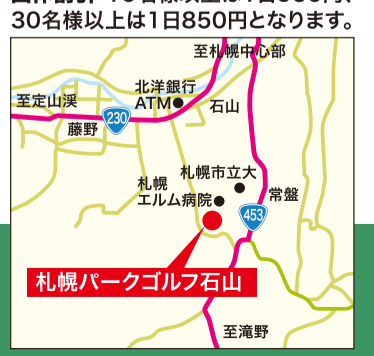 30名様以上は1日850円となります。
至札幌中心部
北洋銀行
ATM
至定山渓
石山
230
藤野
札幌市立大
札幌
エルム病院
常盤
453
札幌パークゴルフ石山
至滝野